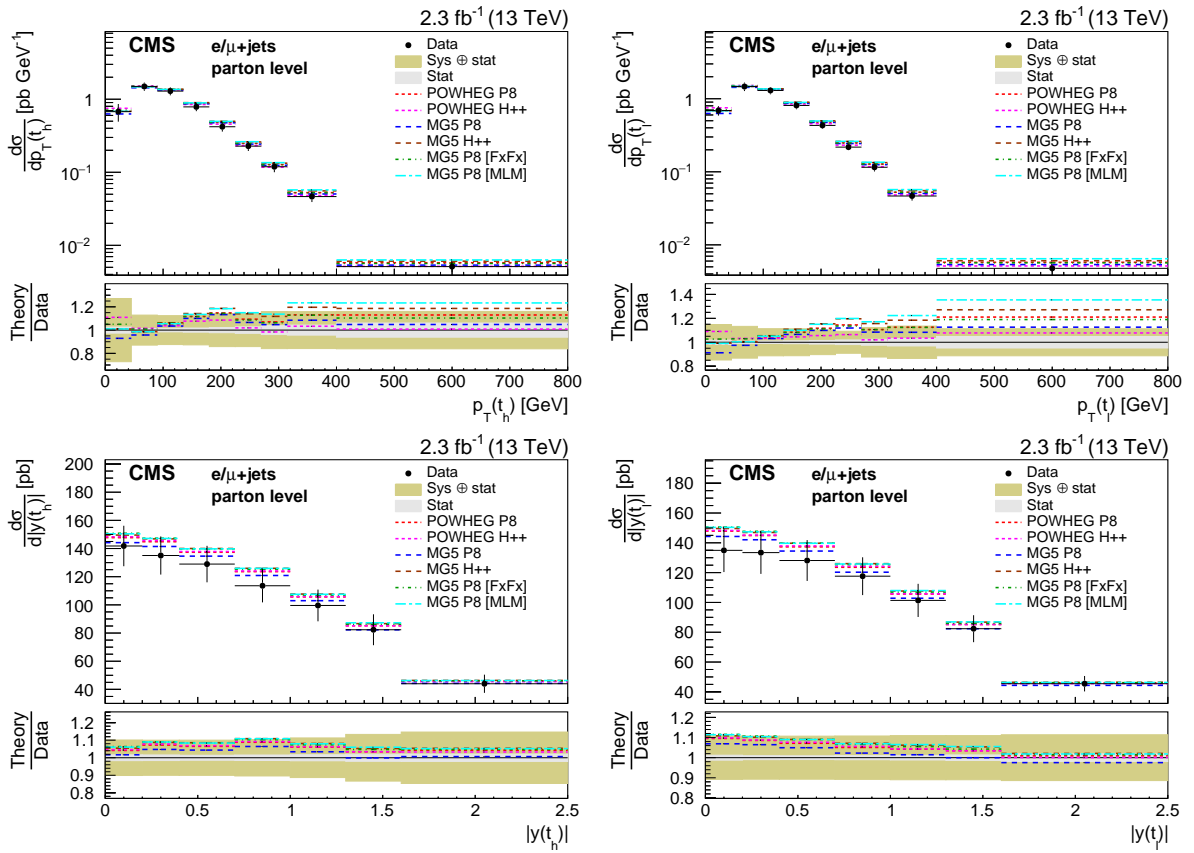 2.3 fb⁻¹ (13 TeV)
CMS
e/μ+jets
parton level
Data
Sys ⊕ stat
Stat
POWHEG P8
POWHEG H++
MG5 P8
MG5 H++
MG5 P8 [FxFx]
MG5 P8 [MLM]
dσ
dp_T(t_h) [pb GeV⁻¹]
1
10⁻¹
10⁻²
Theory
Data
1.2
1
0.8
0 100 200 300 400 500 600 700 800
p_T(t_h) [GeV]
2.3 fb⁻¹ (13 TeV)
CMS
e/μ+jets
parton level
Data
Sys ⊕ stat
Stat
POWHEG P8
POWHEG H++
MG5 P8
MG5 H++
MG5 P8 [FxFx]
MG5 P8 [MLM]
dσ
dp_T(t_l) [pb GeV⁻¹]
1
10⁻¹
10⁻²
Theory
Data
1.4
1.2
1
0.8
0 100 200 300 400 500 600 700 800
p_T(t_l) [GeV]
2.3 fb⁻¹ (13 TeV)
CMS
e/μ+jets
parton level
Data
Sys ⊕ stat
Stat
POWHEG P8
POWHEG H++
MG5 P8
MG5 H++
MG5 P8 [FxFx]
MG5 P8 [MLM]
dσ
d|y(t_h)| [pb]
200
180
160
140
120
100
80
60
40
Theory
Data
1.2
1.1
1
0.9
0.8
0 0.5 1 1.5 2 2.5
|y(t_h)|
2.3 fb⁻¹ (13 TeV)
CMS
e/μ+jets
parton level
Data
Sys ⊕ stat
Stat
POWHEG P8
POWHEG H++
MG5 P8
MG5 H++
MG5 P8 [FxFx]
MG5 P8 [MLM]
dσ
d|y(t_l)| [pb]
180
160
140
120
100
80
60
40
Theory
Data
1.2
1.1
1
0.9
0.8
0 0.5 1 1.5 2 2.5
|y(t_l)|